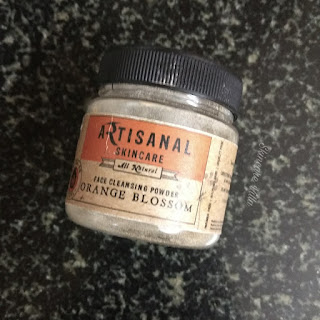 ARTISANAL
SKINCARE
All Natural
FACE CLEANSING POWDER
ORANGE BLOSSOM